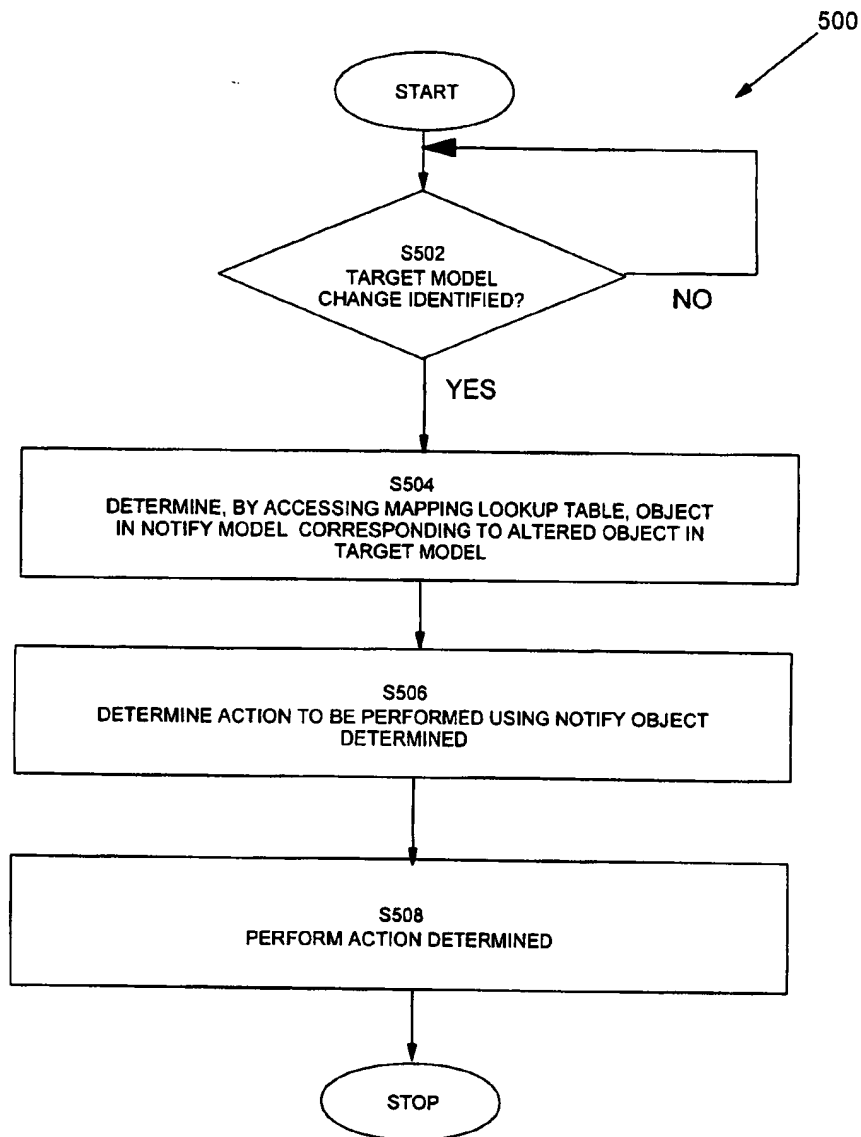 500
START
S502
TARGET MODEL
CHANGE IDENTIFIED?
NO
YES
S504
DETERMINE, BY ACCESSING MAPPING LOOKUP TABLE, OBJECT
IN NOTIFY MODEL CORRESPONDING TO ALTERED OBJECT IN
TARGET MODEL
S506
DETERMINE ACTION TO BE PERFORMED USING NOTIFY OBJECT
DETERMINED
S508
PERFORM ACTION DETERMINED
STOP